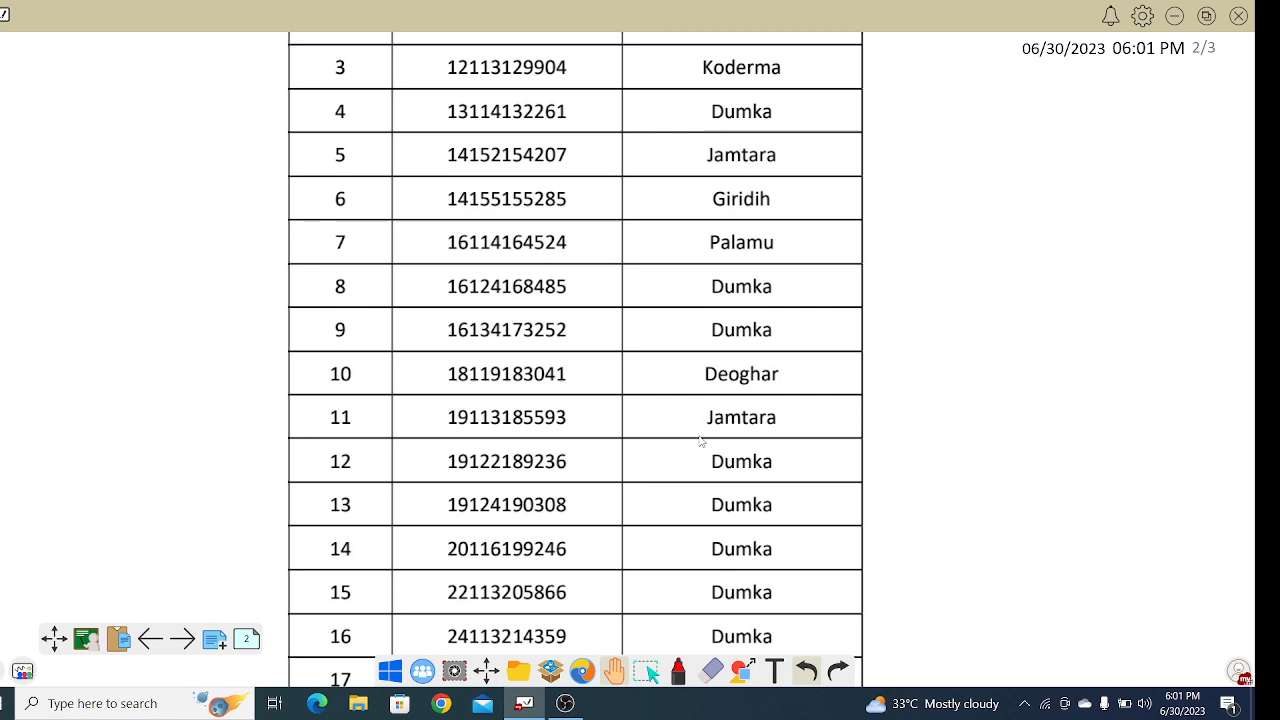 06/30/2023 06:01 PM 2/3
3 12113129904 Koderma
4 13114132261 Dumka
5 14152154207 Jamtara
6 14155155285 Giridih
7 16114164524 Palamu
8 16124168485 Dumka
9 16134173252 Dumka
10 18119183041 Deoghar
11 19113185593 Jamtara
12 19122189236 Dumka
13 19124190308 Dumka
14 20116199246 Dumka
15 22113205866 Dumka
16 24113214359 Dumka
17
2
T
Type here to search
33°C Mostly cloudy
6:01 PM
6/30/2023
1